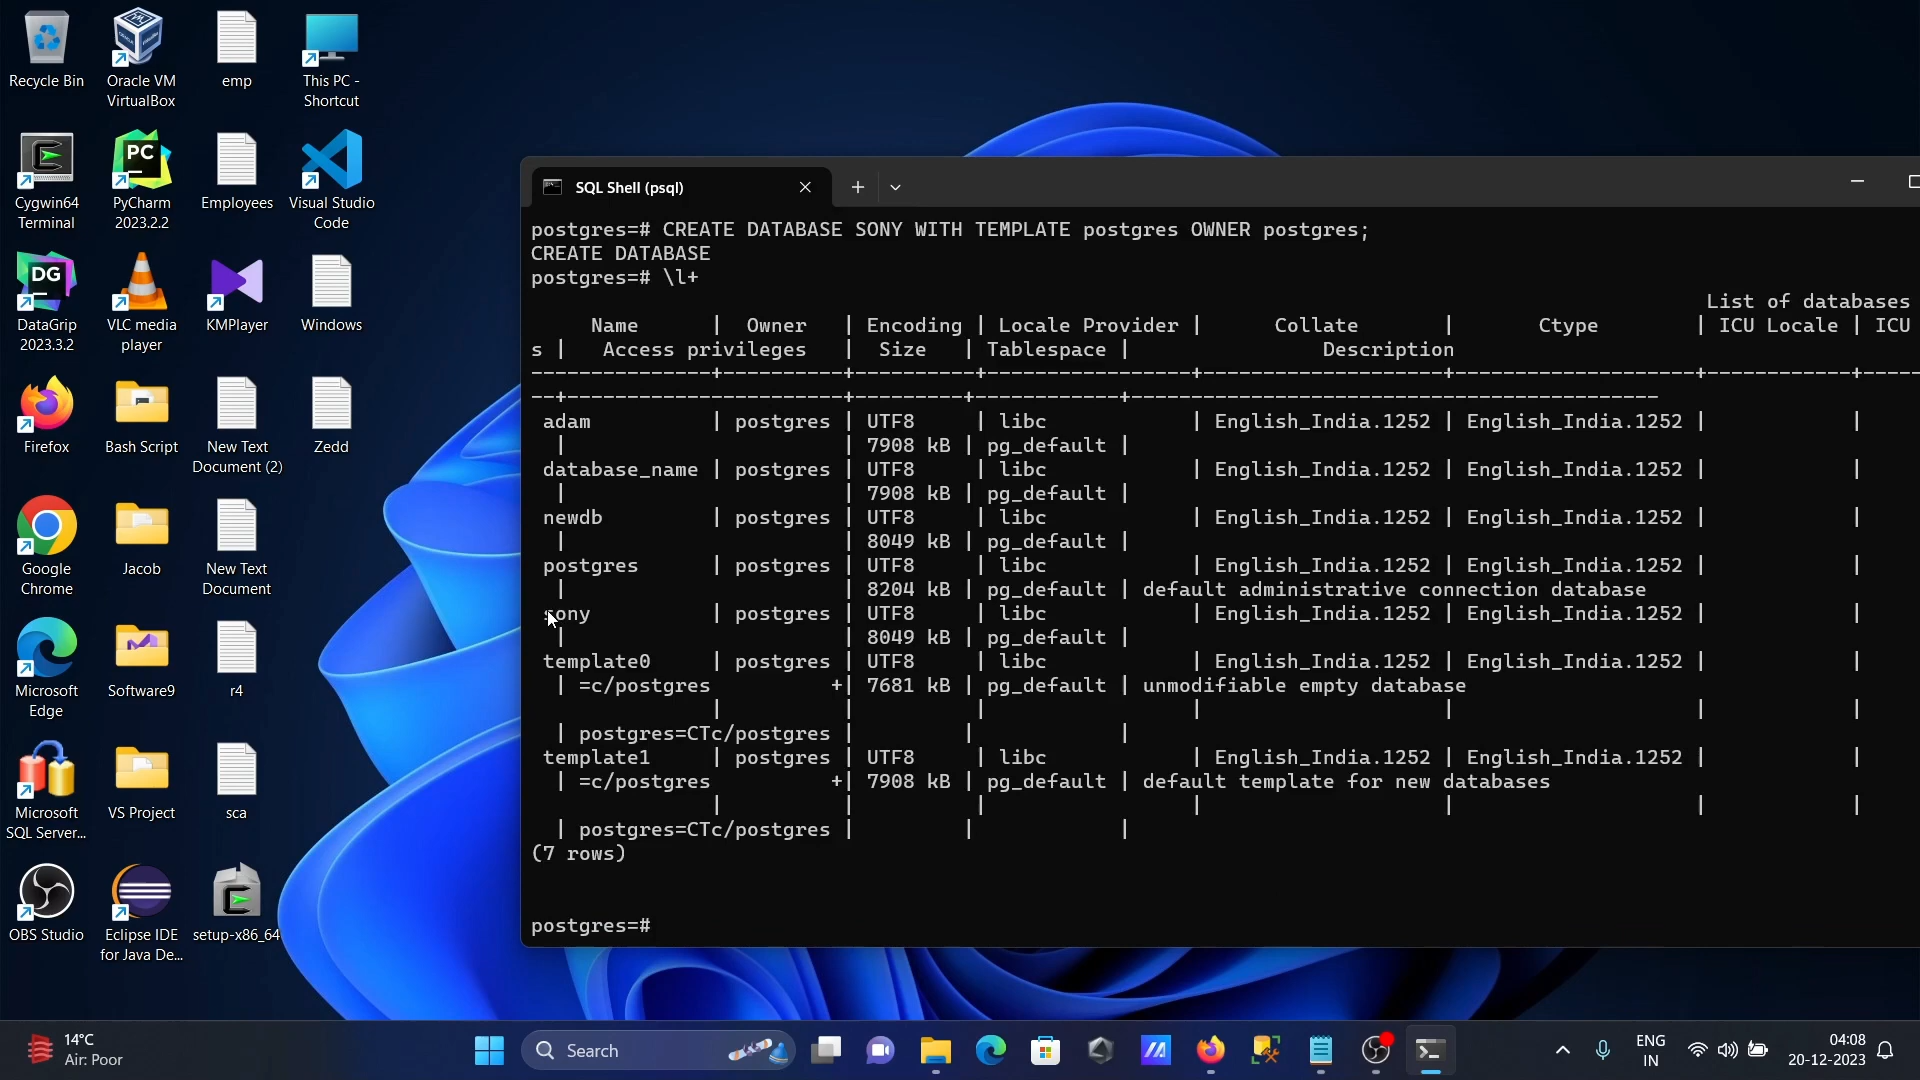 Recycle Bin
Oracle VM
VirtualBox
emp
This PC -
Shortcut
Cygwin64
Terminal
PC
PyCharm
2023.2.2
Employees
Visual Studio
Code
DG
DataGrip
2023.3.2
VLC media
player
KMPlayer
Windows
Firefox
Bash Script
New Text
Document (2)
Zedd
Google
Chrome
Jacob
New Text
Document
Microsoft
Edge
Software9
r4
Microsoft
SQL Server...
VS Project
sca
OBS Studio
Eclipse IDE
for Java De...
setup-x86_64
SQL Shell (psql)
postgres=# CREATE DATABASE SONY WITH TEMPLATE postgres OWNER postgres;
CREATE DATABASE
postgres=# \l+
List of databases
Name | Owner | Encoding | Locale Provider | Collate | Ctype | ICU Locale | ICU
s | Access privileges | Size | Tablespace | Description
---------------+----------+----------+-----------------+--------------------+--------------------+------------+-----
--+-----------------------+---------+------------+--------------------------------------------
adam | postgres | UTF8 | libc | English_India.1252 | English_India.1252 | |
| | 7908 kB | pg_default |
database_name | postgres | UTF8 | libc | English_India.1252 | English_India.1252 | |
| | 7908 kB | pg_default |
newdb | postgres | UTF8 | libc | English_India.1252 | English_India.1252 | |
| | 8049 kB | pg_default |
postgres | postgres | UTF8 | libc | English_India.1252 | English_India.1252 | |
| | 8204 kB | pg_default | default administrative connection database
sony | postgres | UTF8 | libc | English_India.1252 | English_India.1252 | |
| | 8049 kB | pg_default |
template0 | postgres | UTF8 | libc | English_India.1252 | English_India.1252 | |
| =c/postgres +| 7681 kB | pg_default | unmodifiable empty database
| | | | | | |
| postgres=CTc/postgres | | |
template1 | postgres | UTF8 | libc | English_India.1252 | English_India.1252 | |
| =c/postgres +| 7908 kB | pg_default | default template for new databases
| | | | | | |
| postgres=CTc/postgres | | |
(7 rows)
postgres=#
14°C
Air: Poor
Search
ENG
IN
04:08
20-12-2023